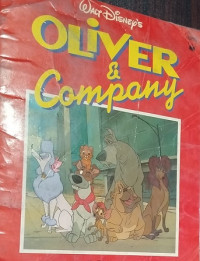 WALT DISNEY'S
OLIVER
&
Company